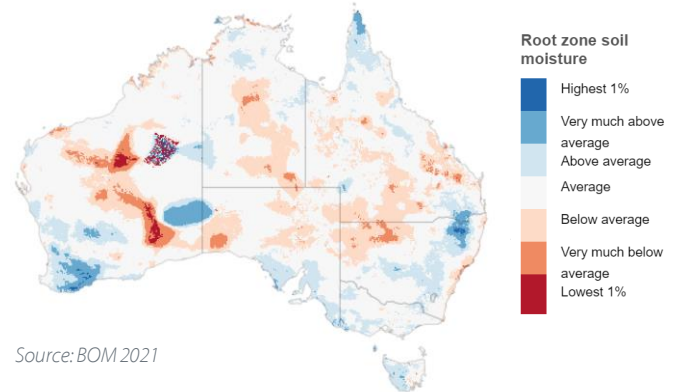 Root zone soil
moisture
Highest 1%
Very much above
average
Above average
Average
Below average
Very much below
average
Lowest 1%
Source: BOM 2021